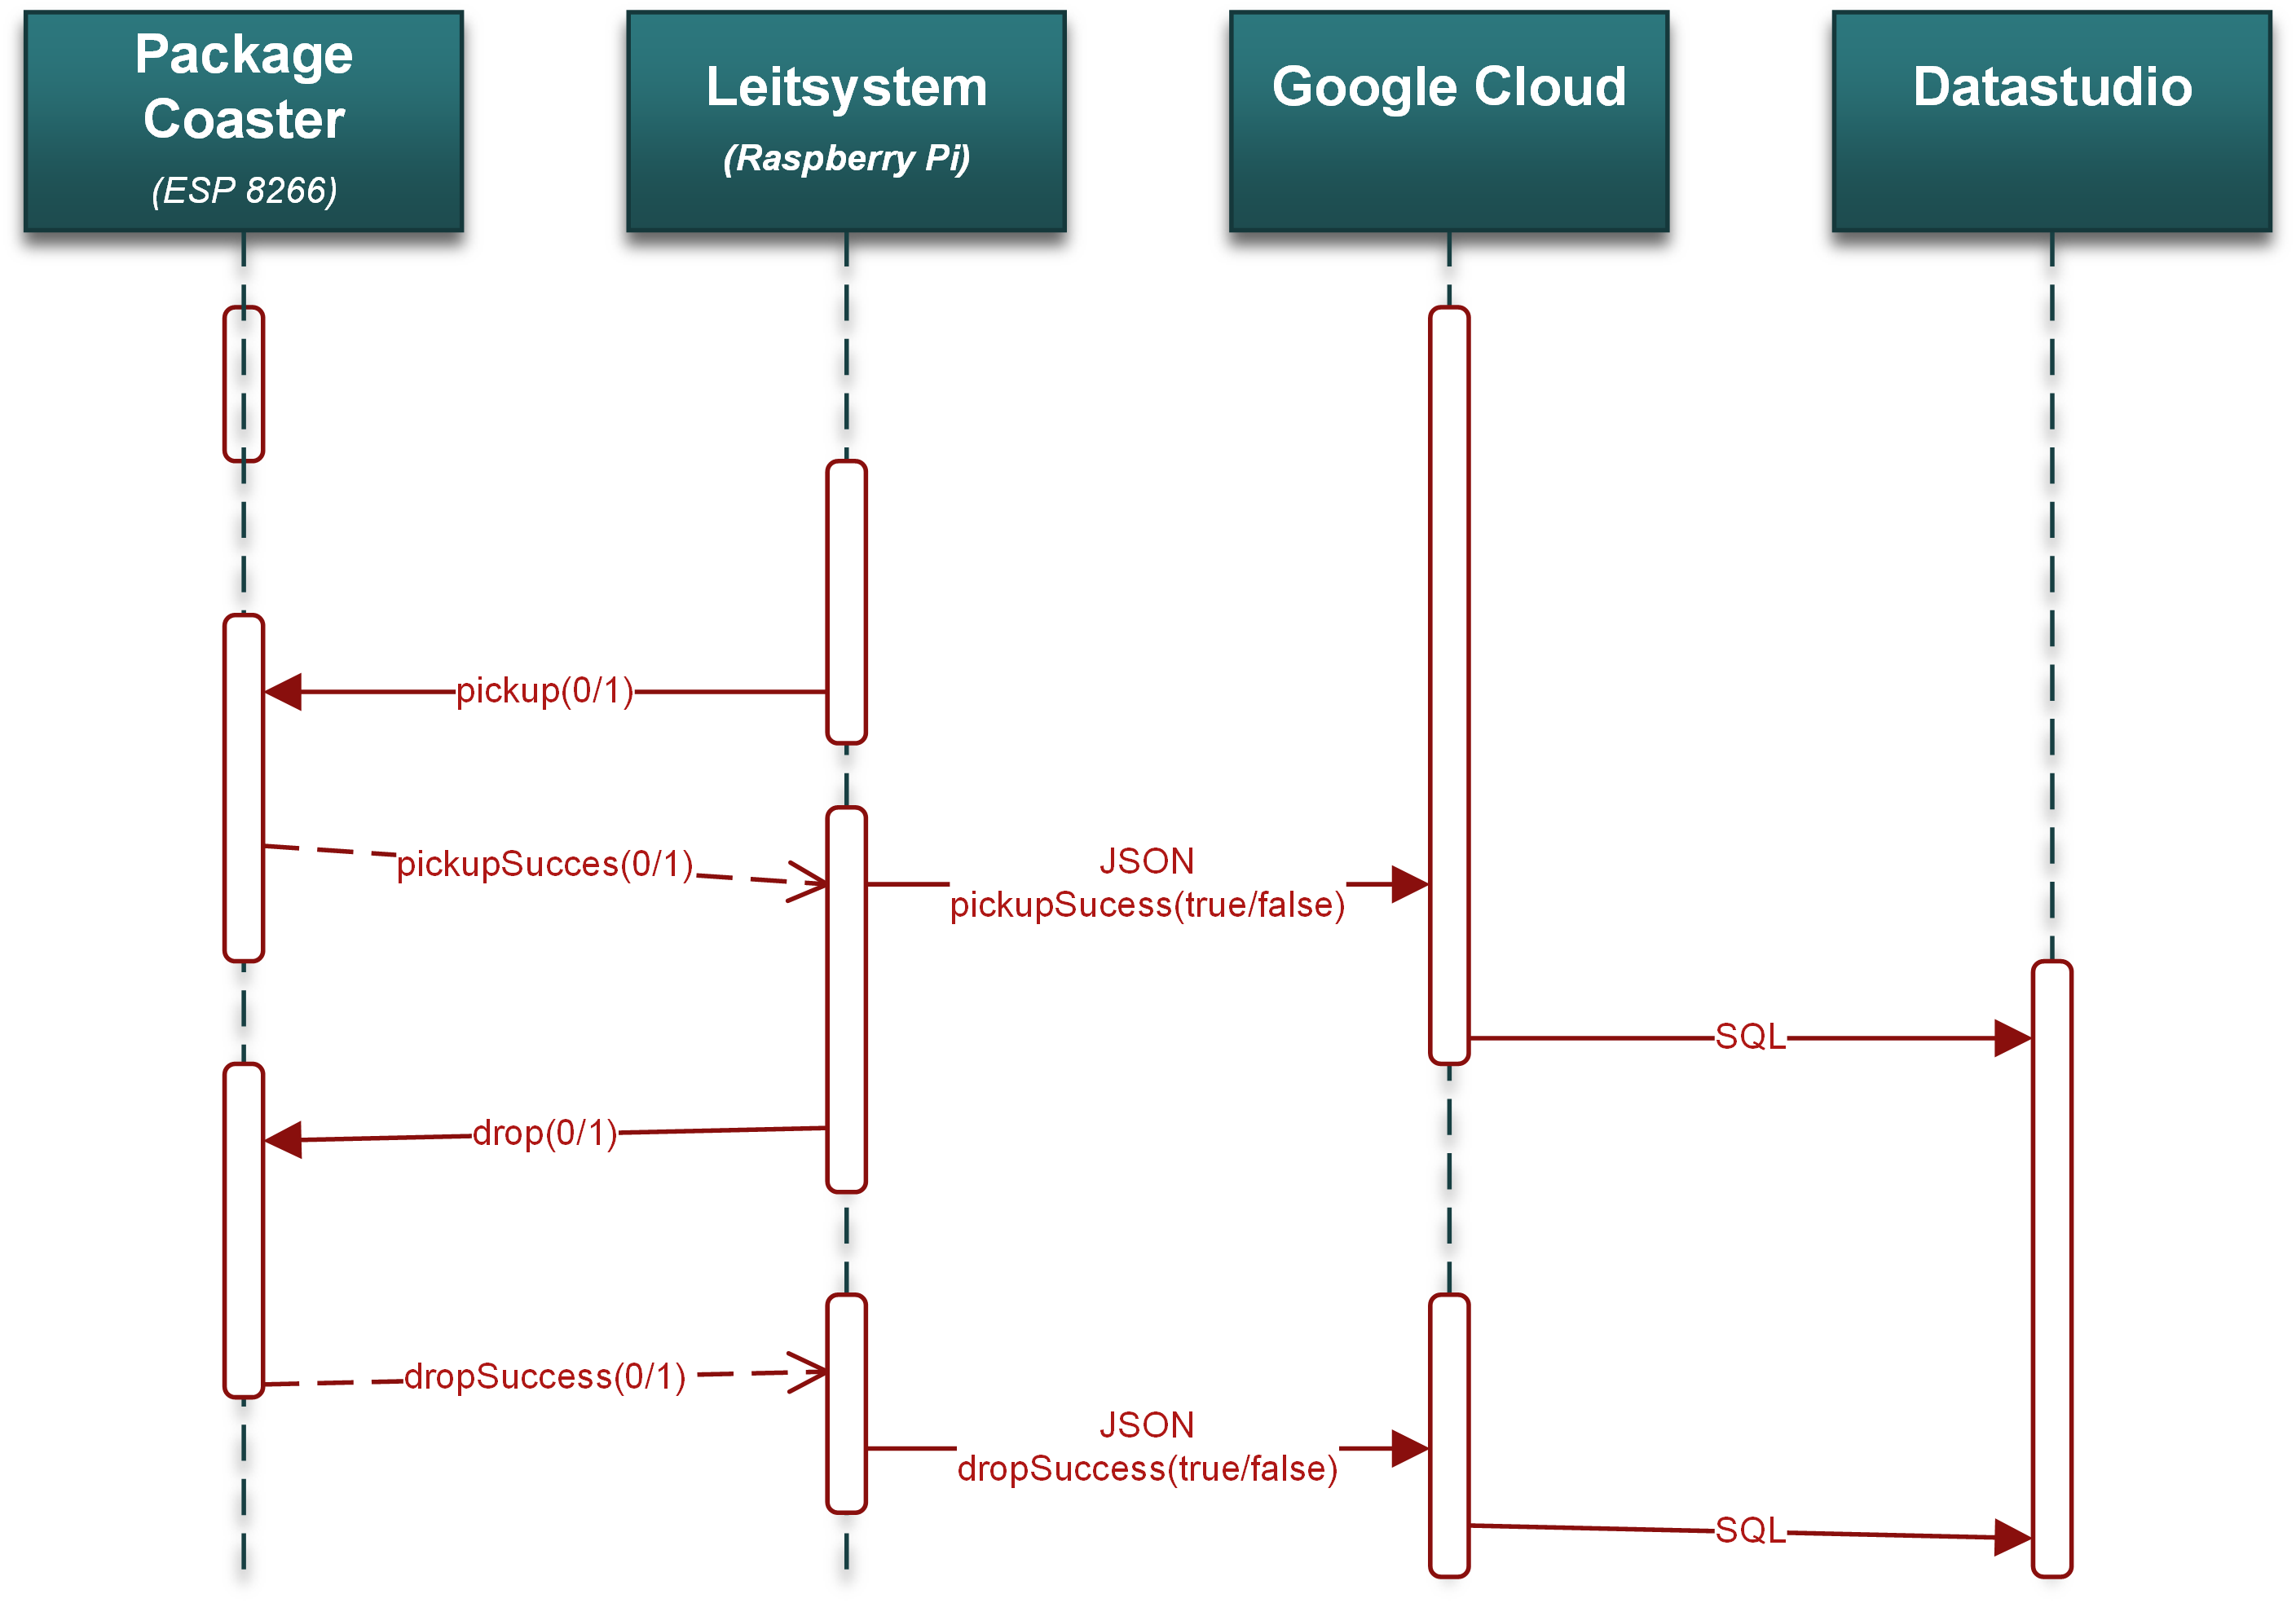 Package
Coaster
(ESP 8266)
Leitsystem
(Raspberry Pi)
Google Cloud
Datastudio
pickup(0/1)
pickupSucces(0/1)
JSON
pickupSucess(true/false)
SQL
drop(0/1)
dropSuccess(0/1)
JSON
dropSuccess(true/false)
SQL